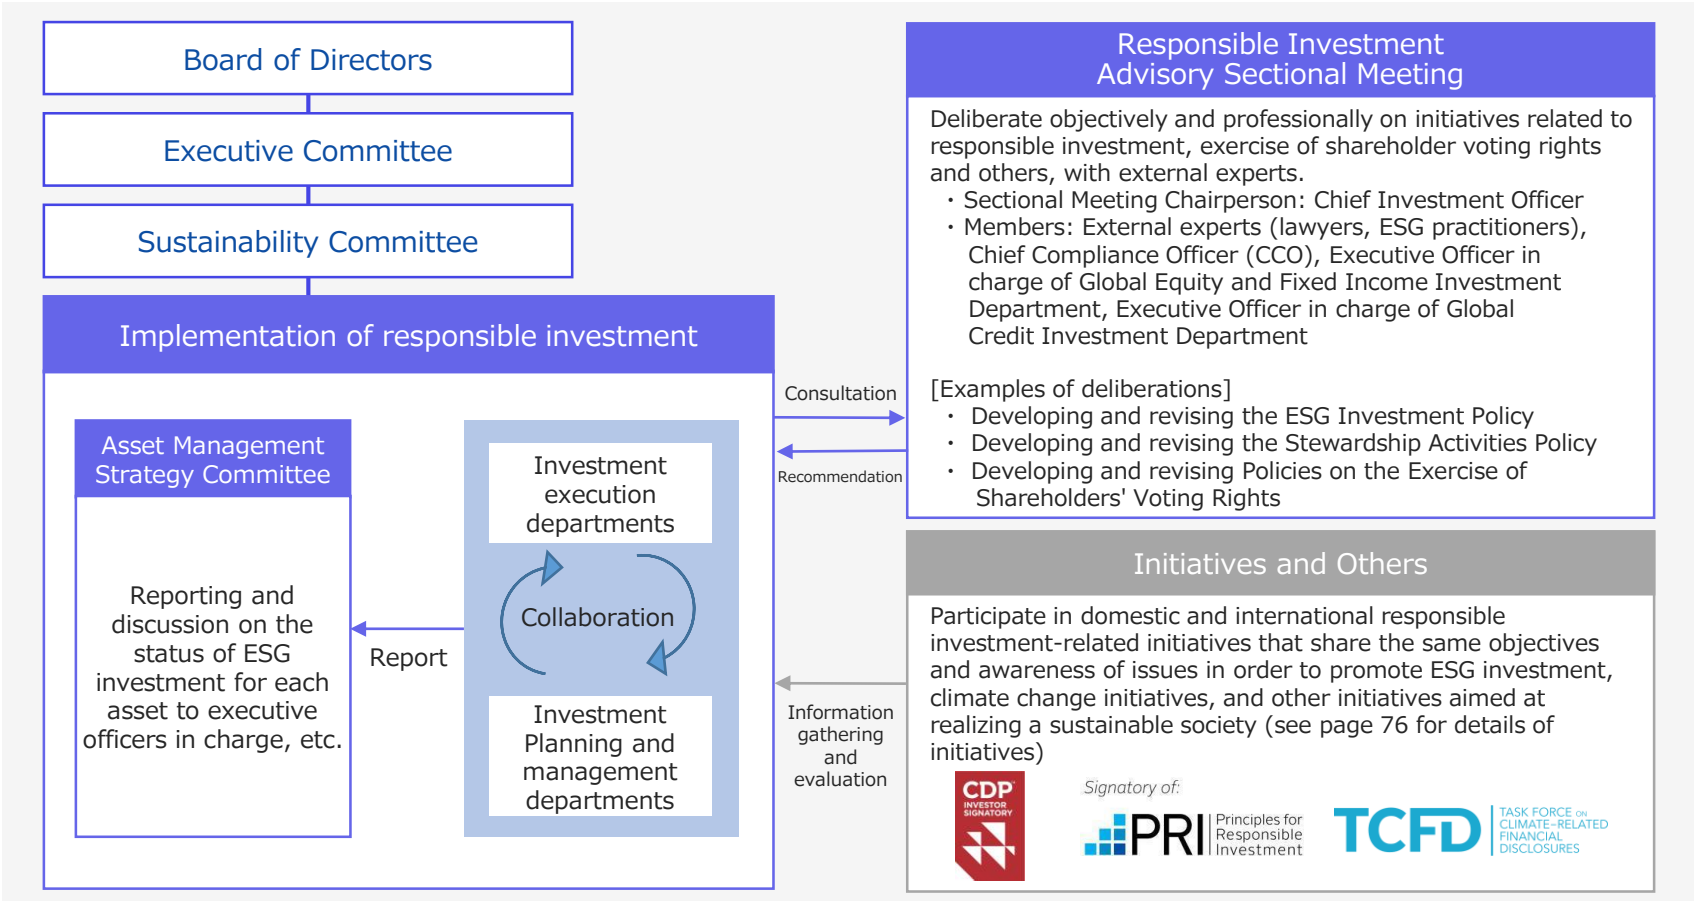 Board of Directors
Executive Committee
Sustainability Committee
Implementation of responsible investment
Asset Management
Strategy Committee
Reporting and
discussion on the
status of ESG
investment for each
asset to executive
officers in charge, etc.
Report
Investment
execution
departments
Collaboration
Investment
Planning and
management
departments
Consultation
Recommendation
Information
gathering
and
evaluation
Responsible Investment
Advisory Sectional Meeting
Deliberate objectively and professionally on initiatives related to
responsible investment, exercise of shareholder voting rights
and others, with external experts.
・Sectional Meeting Chairperson: Chief Investment Officer
・Members: External experts (lawyers, ESG practitioners),
Chief Compliance Officer (CCO), Executive Officer in
charge of Global Equity and Fixed Income Investment
Department, Executive Officer in charge of Global
Credit Investment Department
[Examples of deliberations]
・ Developing and revising the ESG Investment Policy
・ Developing and revising the Stewardship Activities Policy
・ Developing and revising Policies on the Exercise of
Shareholders' Voting Rights
Initiatives and Others
Participate in domestic and international responsible
investment-related initiatives that share the same objectives
and awareness of issues in order to promote ESG investment,
climate change initiatives, and other initiatives aimed at
realizing a sustainable society (see page 76 for details of
initiatives)
CDP
INVESTOR
SIGNATORY
Signatory of:
PRI
Principles for
Responsible
Investment
TCFD
TASK FORCE ON
CLIMATE-RELATED
FINANCIAL
DISCLOSURES